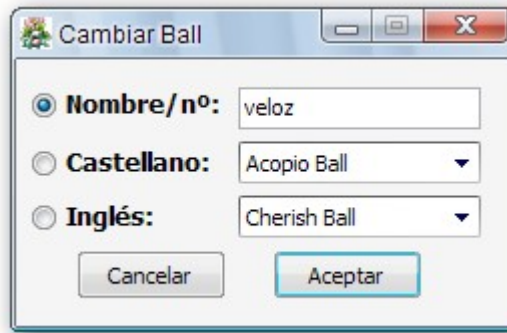 Cambiar Ball
Nombre/nº: veloz
Castellano: Acopio Ball
Inglés: Cherish Ball
Cancelar Aceptar